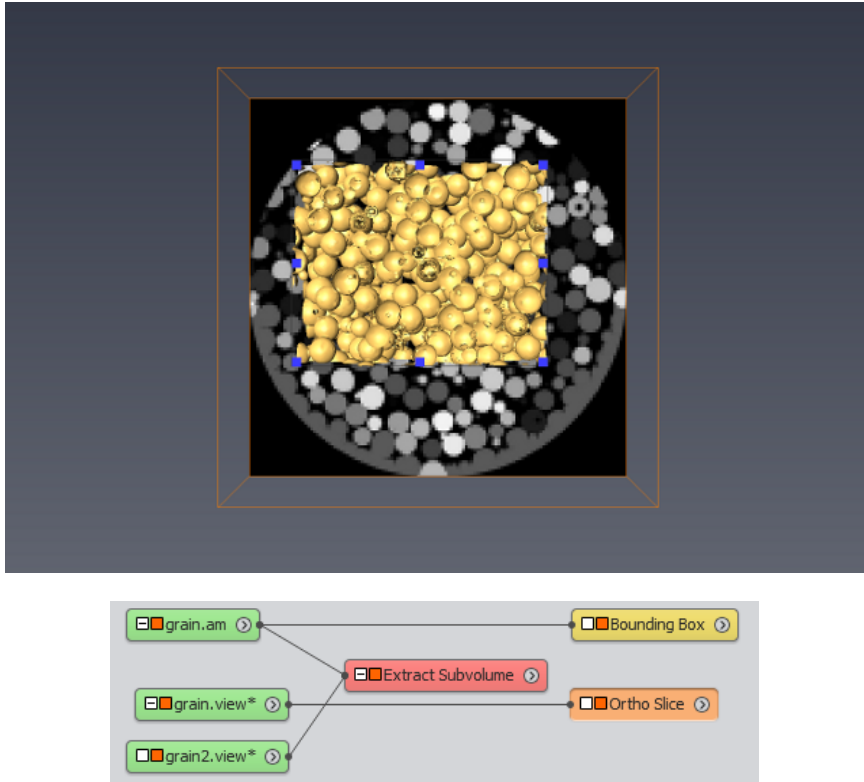 grain.am
Bounding Box
Extract Subvolume
grain.view*
Ortho Slice
grain2.view*